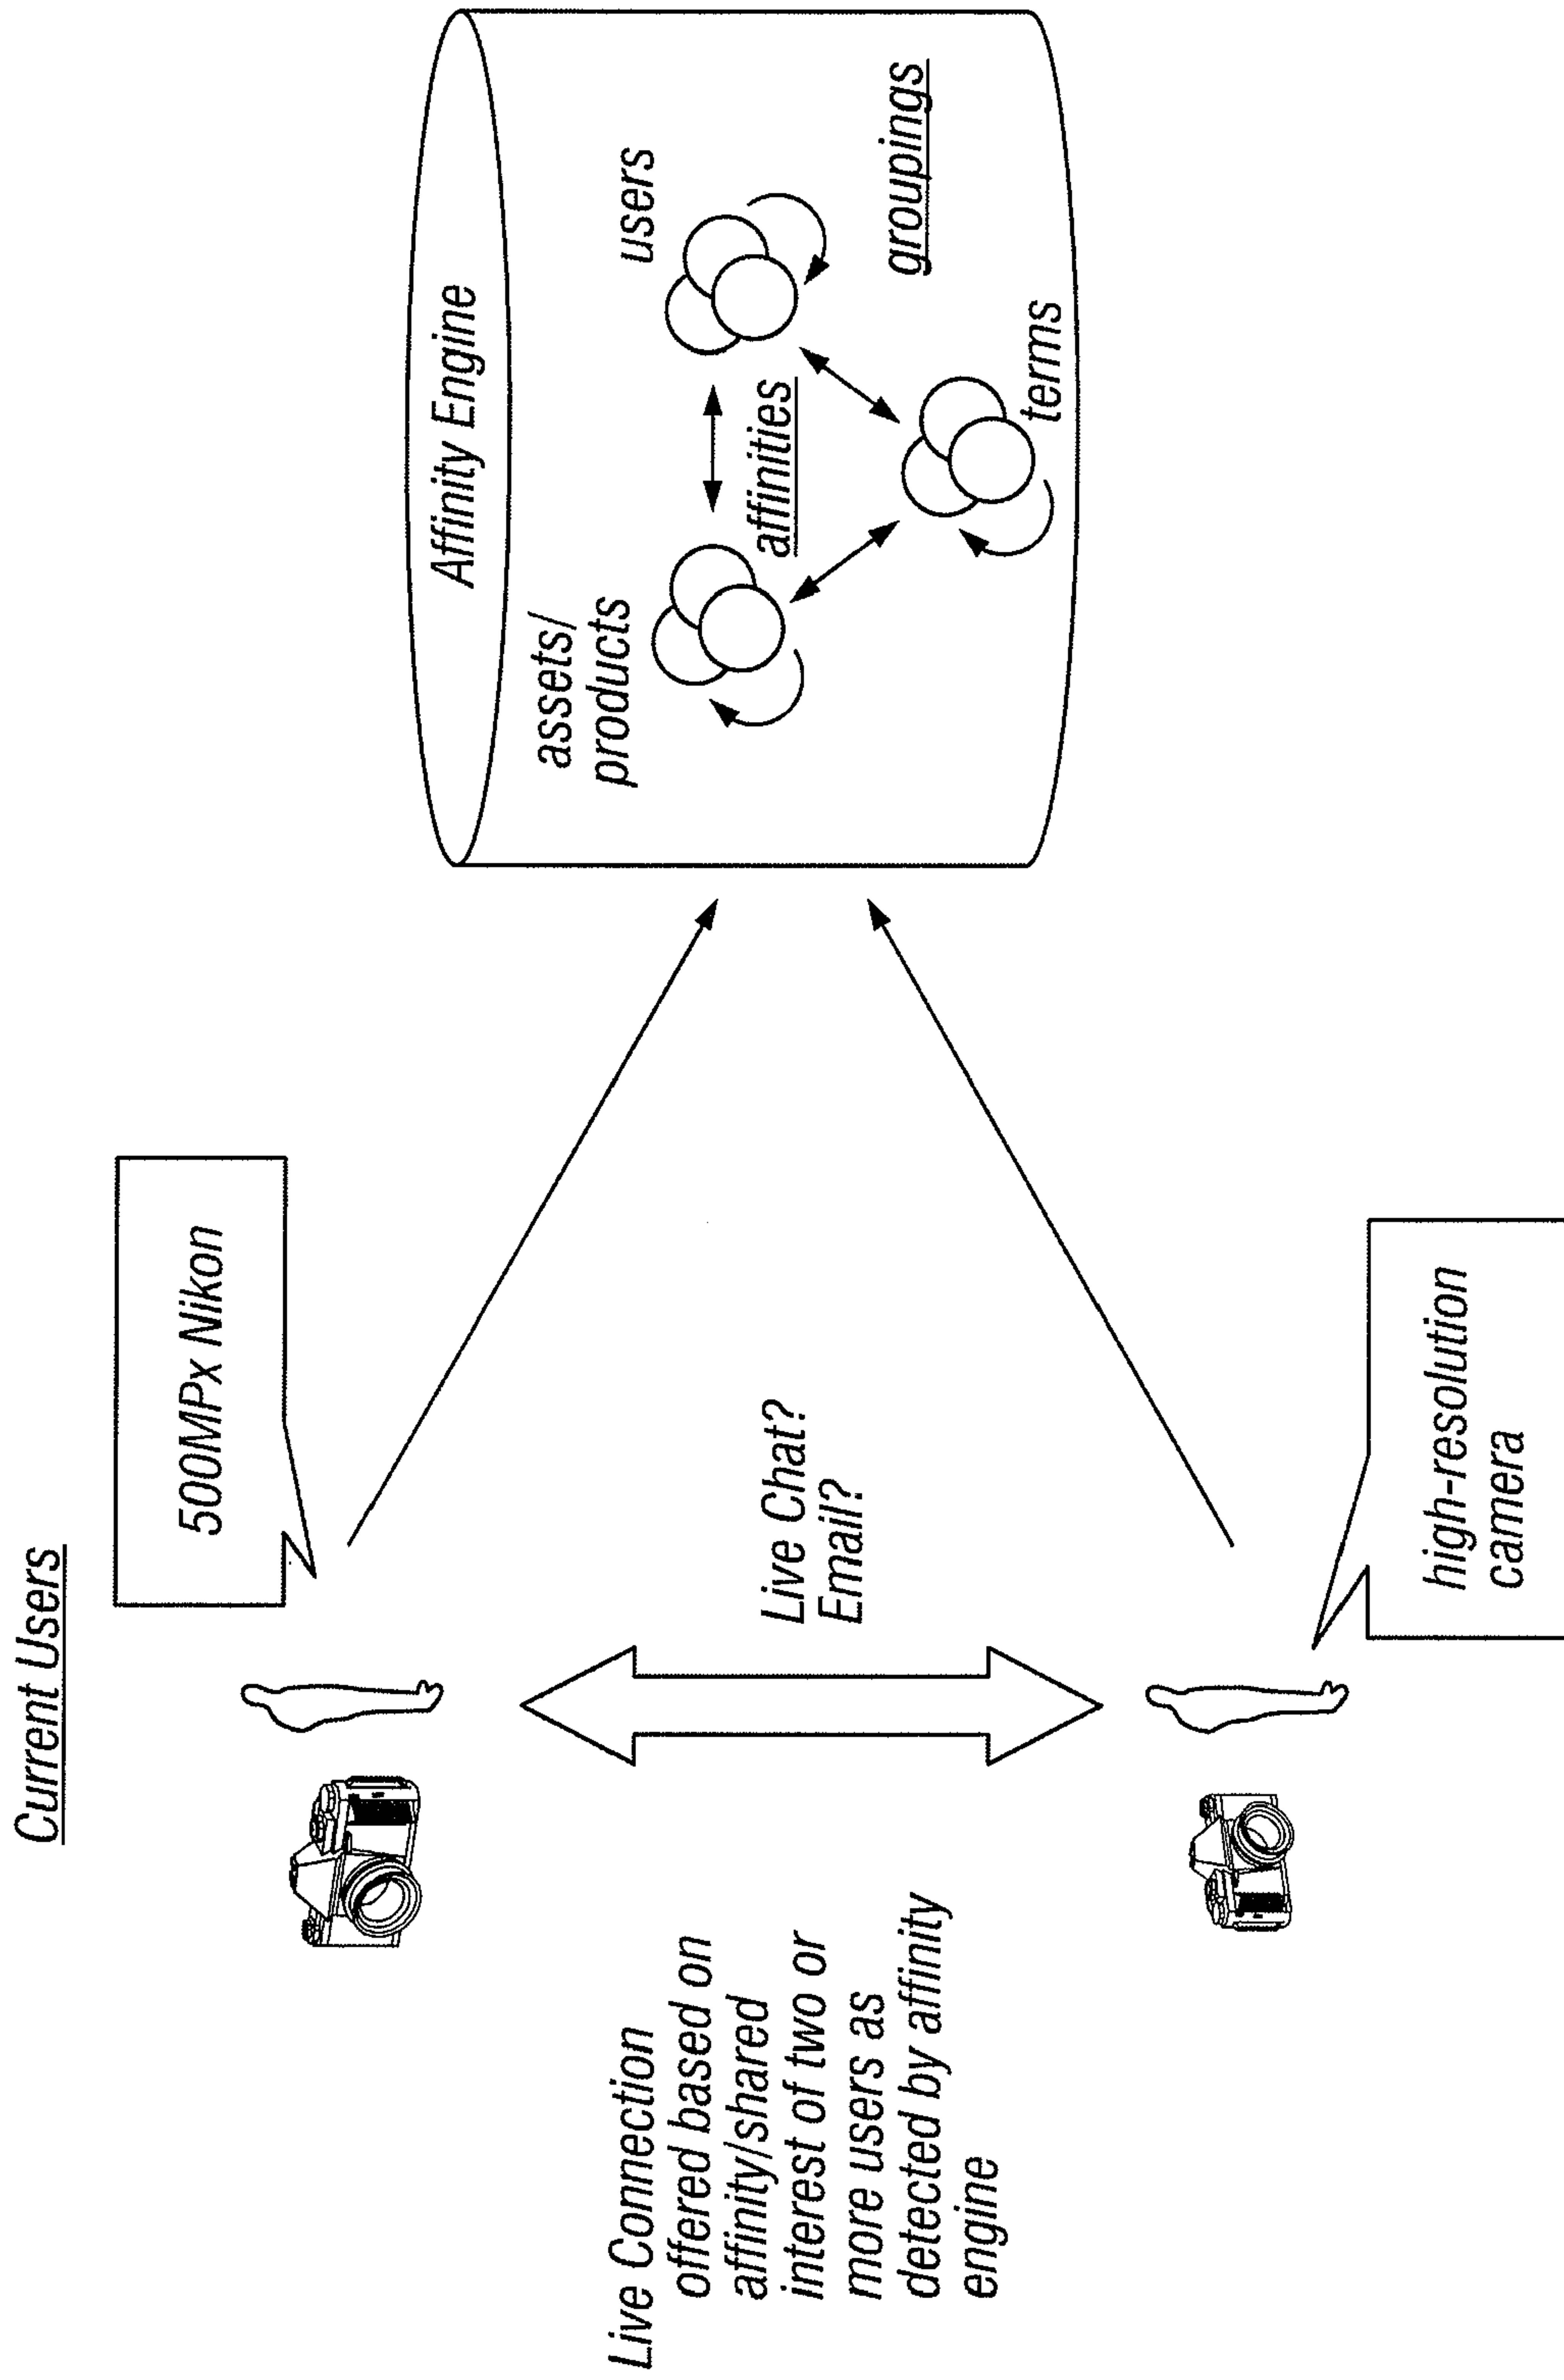 Current Users
500MPx Nikon
Live Connection
offered based on
affinity/shared
interest of two or
more users as
detected by affinity
engine
Live Chat?
Email?
high-resolution
camera
Affinity Engine
assets/
products
users
affinities
terms
groupings